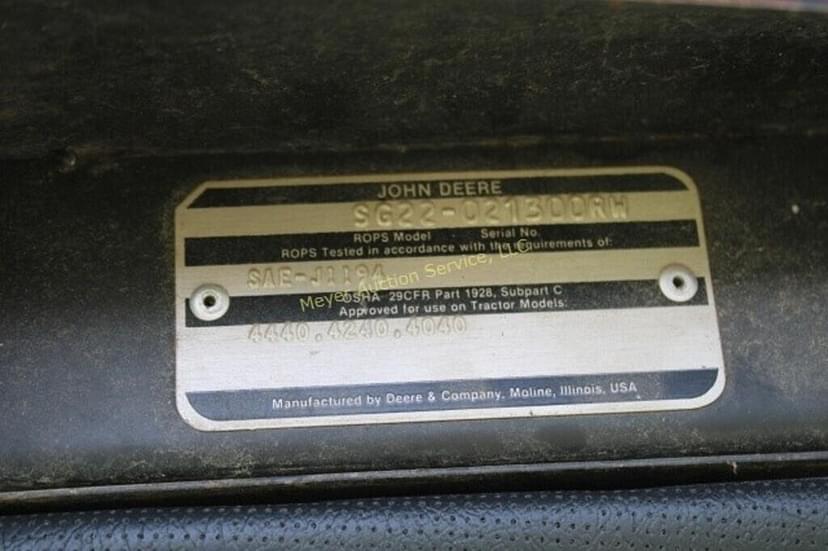 JOHN DEERE
SG22-021300RW
ROPS Model Serial No.
ROPS Tested in accordance with the requirements of:
SAE-J1194
Meyer Auction Service, LLC
OSHA 29CFR Part 1928, Subpart C
Approved for use on Tractor Models:
4440.4240.4040
Manufactured by Deere & Company, Moline, Illinois, USA